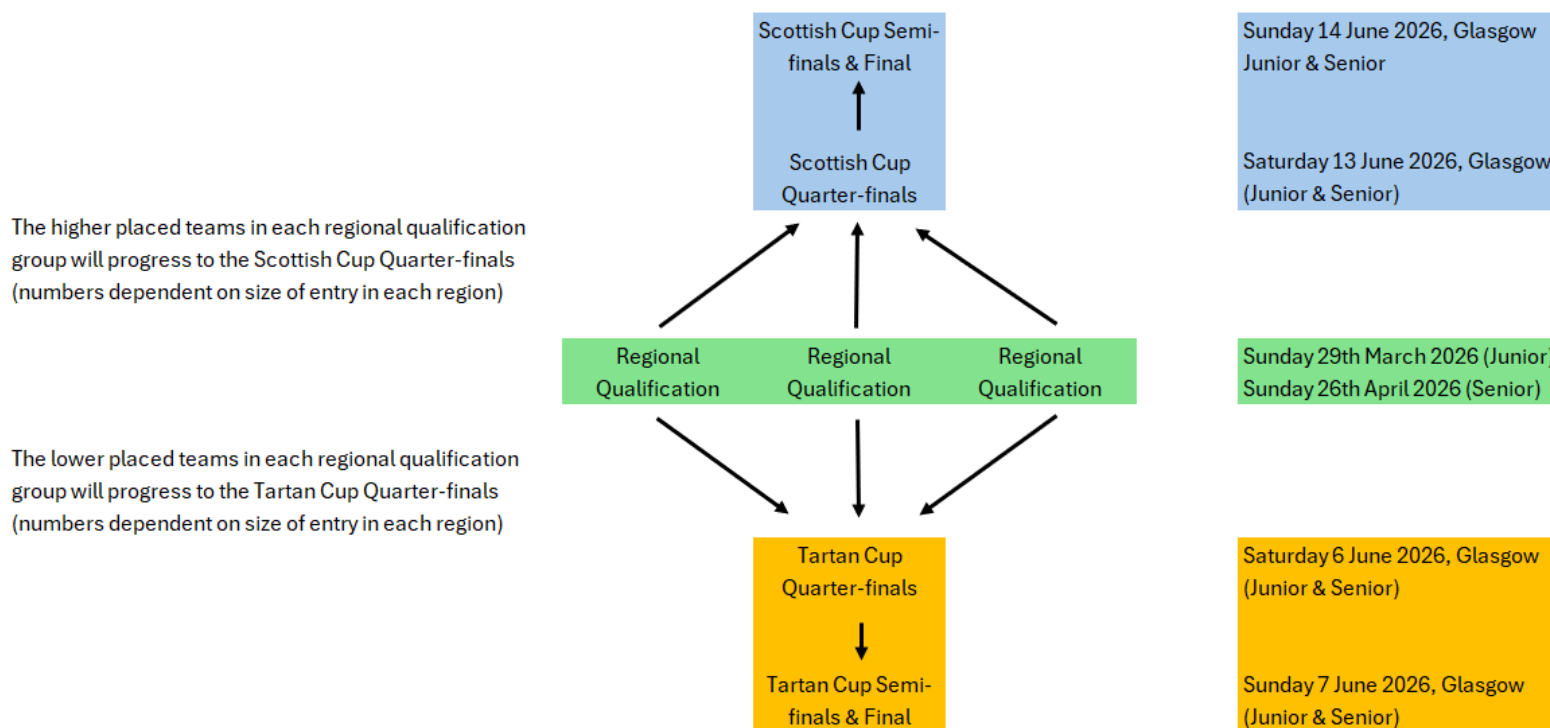 Scottish Cup Semi-
finals & Final
Sunday 14 June 2026, Glasgow
Junior & Senior
Scottish Cup
Quarter-finals
Saturday 13 June 2026, Glasgow
(Junior & Senior)
The higher placed teams in each regional qualification
group will progress to the Scottish Cup Quarter-finals
(numbers dependent on size of entry in each region)
Regional
Qualification
Regional
Qualification
Regional
Qualification
Sunday 29th March 2026 (Junior)
Sunday 26th April 2026 (Senior)
The lower placed teams in each regional qualification
group will progress to the Tartan Cup Quarter-finals
(numbers dependent on size of entry in each region)
Tartan Cup
Quarter-finals
Saturday 6 June 2026, Glasgow
(Junior & Senior)
Tartan Cup Semi-
finals & Final
Sunday 7 June 2026, Glasgow
(Junior & Senior)